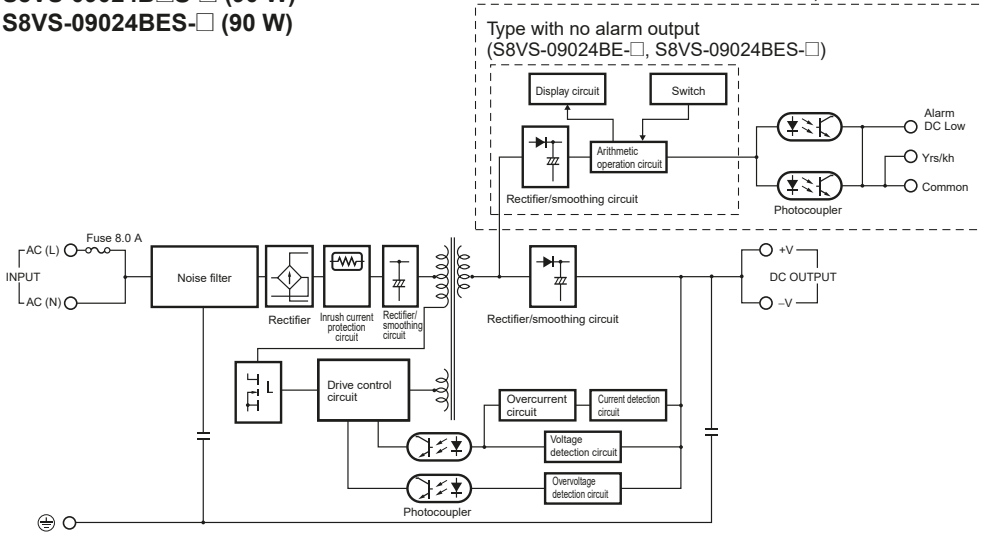 S8VS-09024BES-□ (90 W)
Type with no alarm output
(S8VS-09024BE-□, S8VS-09024BES-□)
Display circuit
Switch
Arithmetic
operation circuit
Rectifier/smoothing circuit
Alarm
DC Low
Yrs/kh
Common
Photocoupler
Fuse 8.0 A
AC (L)
INPUT
AC (N)
Noise filter
Rectifier
Inrush current
protection
circuit
Rectifier/
smoothing
circuit
Rectifier/smoothing circuit
+V
DC OUTPUT
–V
Drive control
circuit
Overcurrent
circuit
Current detection
circuit
Voltage
detection circuit
Overvoltage
detection circuit
Photocoupler